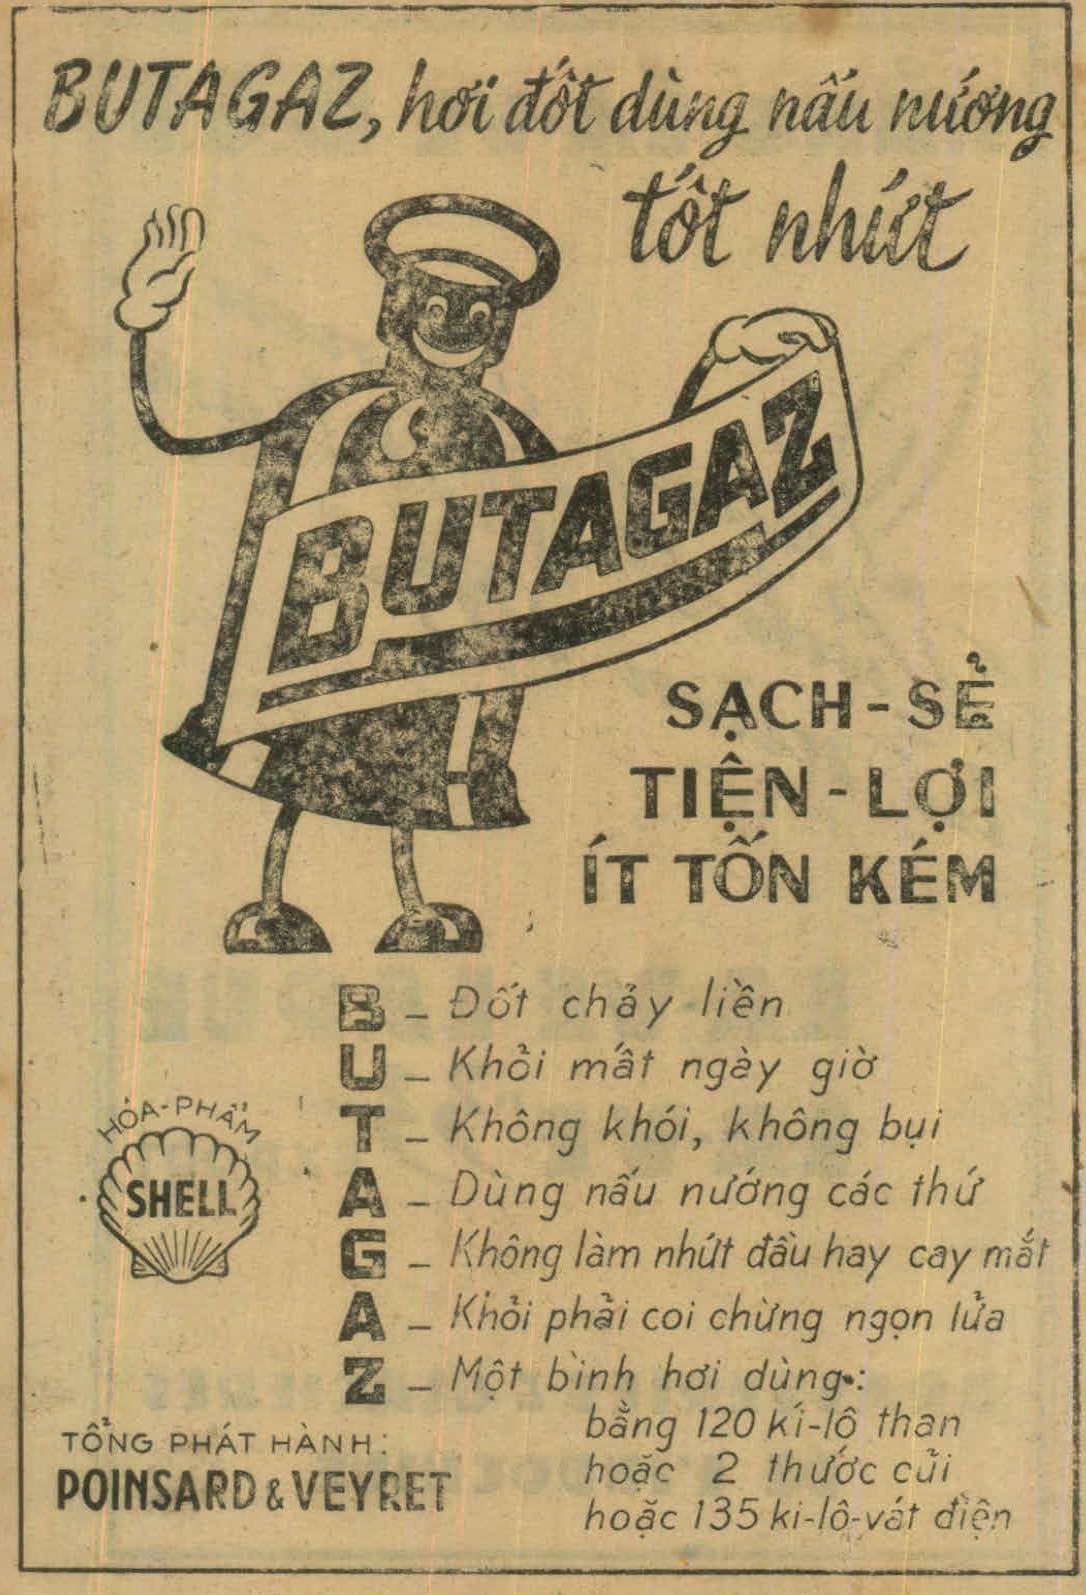 BUTAGAZ, hơi đốt dùng nấu nướng
tốt nhứt
BUTAGAZ
SẠCH-SẺ
TIỆN-LỢI
ÍT TỐN KÉM
B - Đốt chảy liền
U - Khỏi mất ngày giờ
T - Không khói, không bụi
A - Dùng nấu nướng các thứ
G - Không làm nhứt đầu hay cay mắt
A - Khỏi phải coi chừng ngọn lửa
Z - Một bình hơi dùng:
bằng 120 kí-lô than
hoặc 2 thước củi
hoặc 135 ki-lô-vát điện
HÓA-PHẨM
SHELL
TỔNG PHÁT HÀNH:
POINSARD & VEYRET